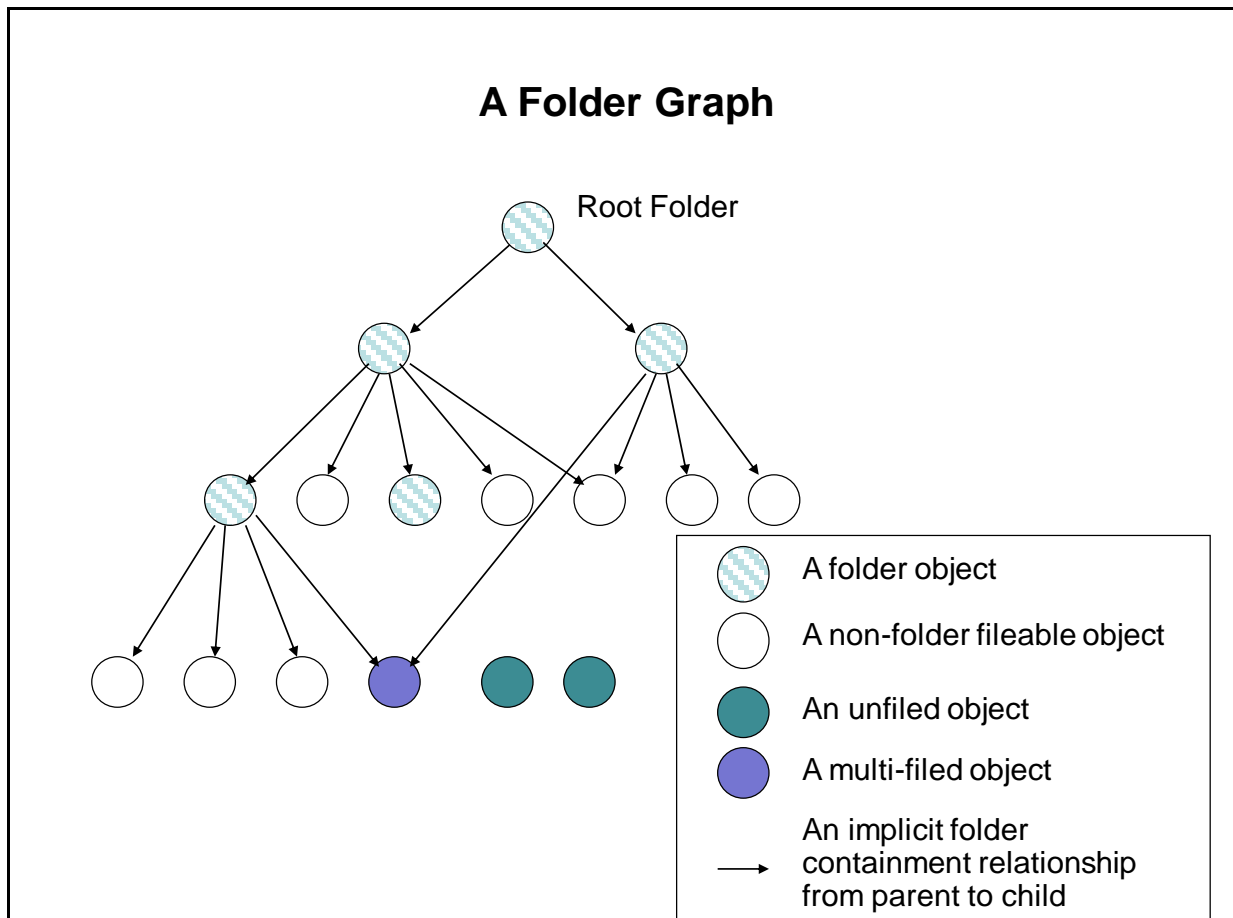 A Folder Graph
Root Folder
A folder object
A non-folder fileable object
An unfiled object
A multi-filed object
An implicit folder
containment relationship
from parent to child